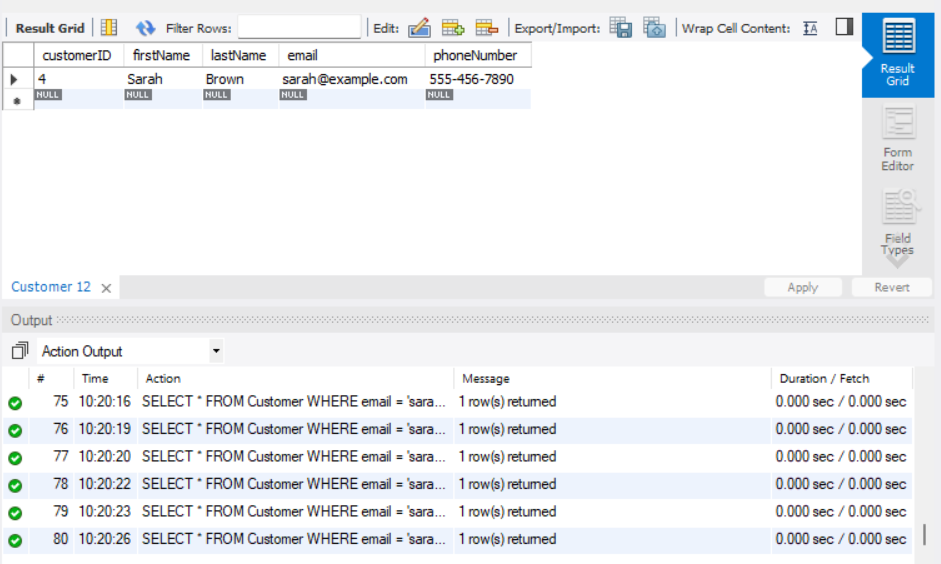 Result Grid Filter Rows: Edit: Export/Import: Wrap Cell Content: IA
customerID firstName lastName email phoneNumber
4 Sarah Brown sarah@example.com 555-456-7890
NULL NULL NULL NULL NULL
Result
Grid
Form
Editor
Field
Types
Customer 12 Apply Revert
Output
Action Output
# Time Action Message Duration / Fetch
75 10:20:16 SELECT * FROM Customer WHERE email = 'sara... 1 row(s) returned 0.000 sec / 0.000 sec
76 10:20:19 SELECT * FROM Customer WHERE email = 'sara... 1 row(s) returned 0.000 sec / 0.000 sec
77 10:20:20 SELECT * FROM Customer WHERE email = 'sara... 1 row(s) returned 0.000 sec / 0.000 sec
78 10:20:22 SELECT * FROM Customer WHERE email = 'sara... 1 row(s) returned 0.000 sec / 0.000 sec
79 10:20:23 SELECT * FROM Customer WHERE email = 'sara... 1 row(s) returned 0.000 sec / 0.000 sec
80 10:20:26 SELECT * FROM Customer WHERE email = 'sara... 1 row(s) returned 0.000 sec / 0.000 sec